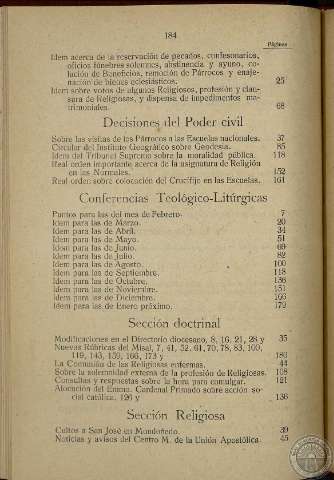 184
Páginas
Idem acerca de la reservación de pecados, confesonarios,
oficios fúnebres solemnes, abstinencia y ayuno, co-
lación de Beneficios, remoción de Párrocos y enaje-
nación de bienes eclesiásticos. 25
Idem sobre votos de algunos Religiosos, profesión y clau-
sura de Religiosas, y dispensa de impedimentos ma-
trimoniales. 68
Decisiones del Poder civil
Sobre las visitas de los Párrocos a las Escuelas nacionales. 37
Circular del Instituto Geográfico sobre Geodesia. 85
Idem del Tribunal Supremo sobre la moralidad pública. 118
Real orden importante acerca de la asignatura de Religión
en las Normales. 152
Real orden sobre colocación del Crucifijo en las Escuelas. 161
Conferencias Teológico-Litúrgicas
Puntos para las del mes de Febrero. 7
Idem para las de Marzo. 20
Idem para las de Abril. 34
Idem para las de Mayo. 51
Idem para las de Junio. 69
Idem para las de Julio. 82
Idem para las de Agosto. 100
Idem para las de Septiembre. 118
Idem para las de Octubre. 136
Idem para las de Noviembre. 151
Idem para las de Diciembre. 166
Idem para las de Enero próximo. 179
Sección doctrinal
Modificaciones en el Directorio diocesano, 8, 16, 21, 28 y 35
Nuevas Rúbricas del Misal, 7, 41, 52, 61, 70, 78, 83, 100,
119, 143, 159, 166, 173 y 180
La Comunión de las Religiosas enfermas. 44
Sobre la solemnidad externa de la profesión de Religiosas. 108
Consultas y respuestas sobre la hora para comulgar. 121
Alocución del Emmo. Cardenal Primado sobre acción so-
cial católica, 126 y 136
Sección Religiosa
Cultos a San José en Mondoñedo. 39
Noticias y avisos del Centro M. de la Unión Apostólica. 45